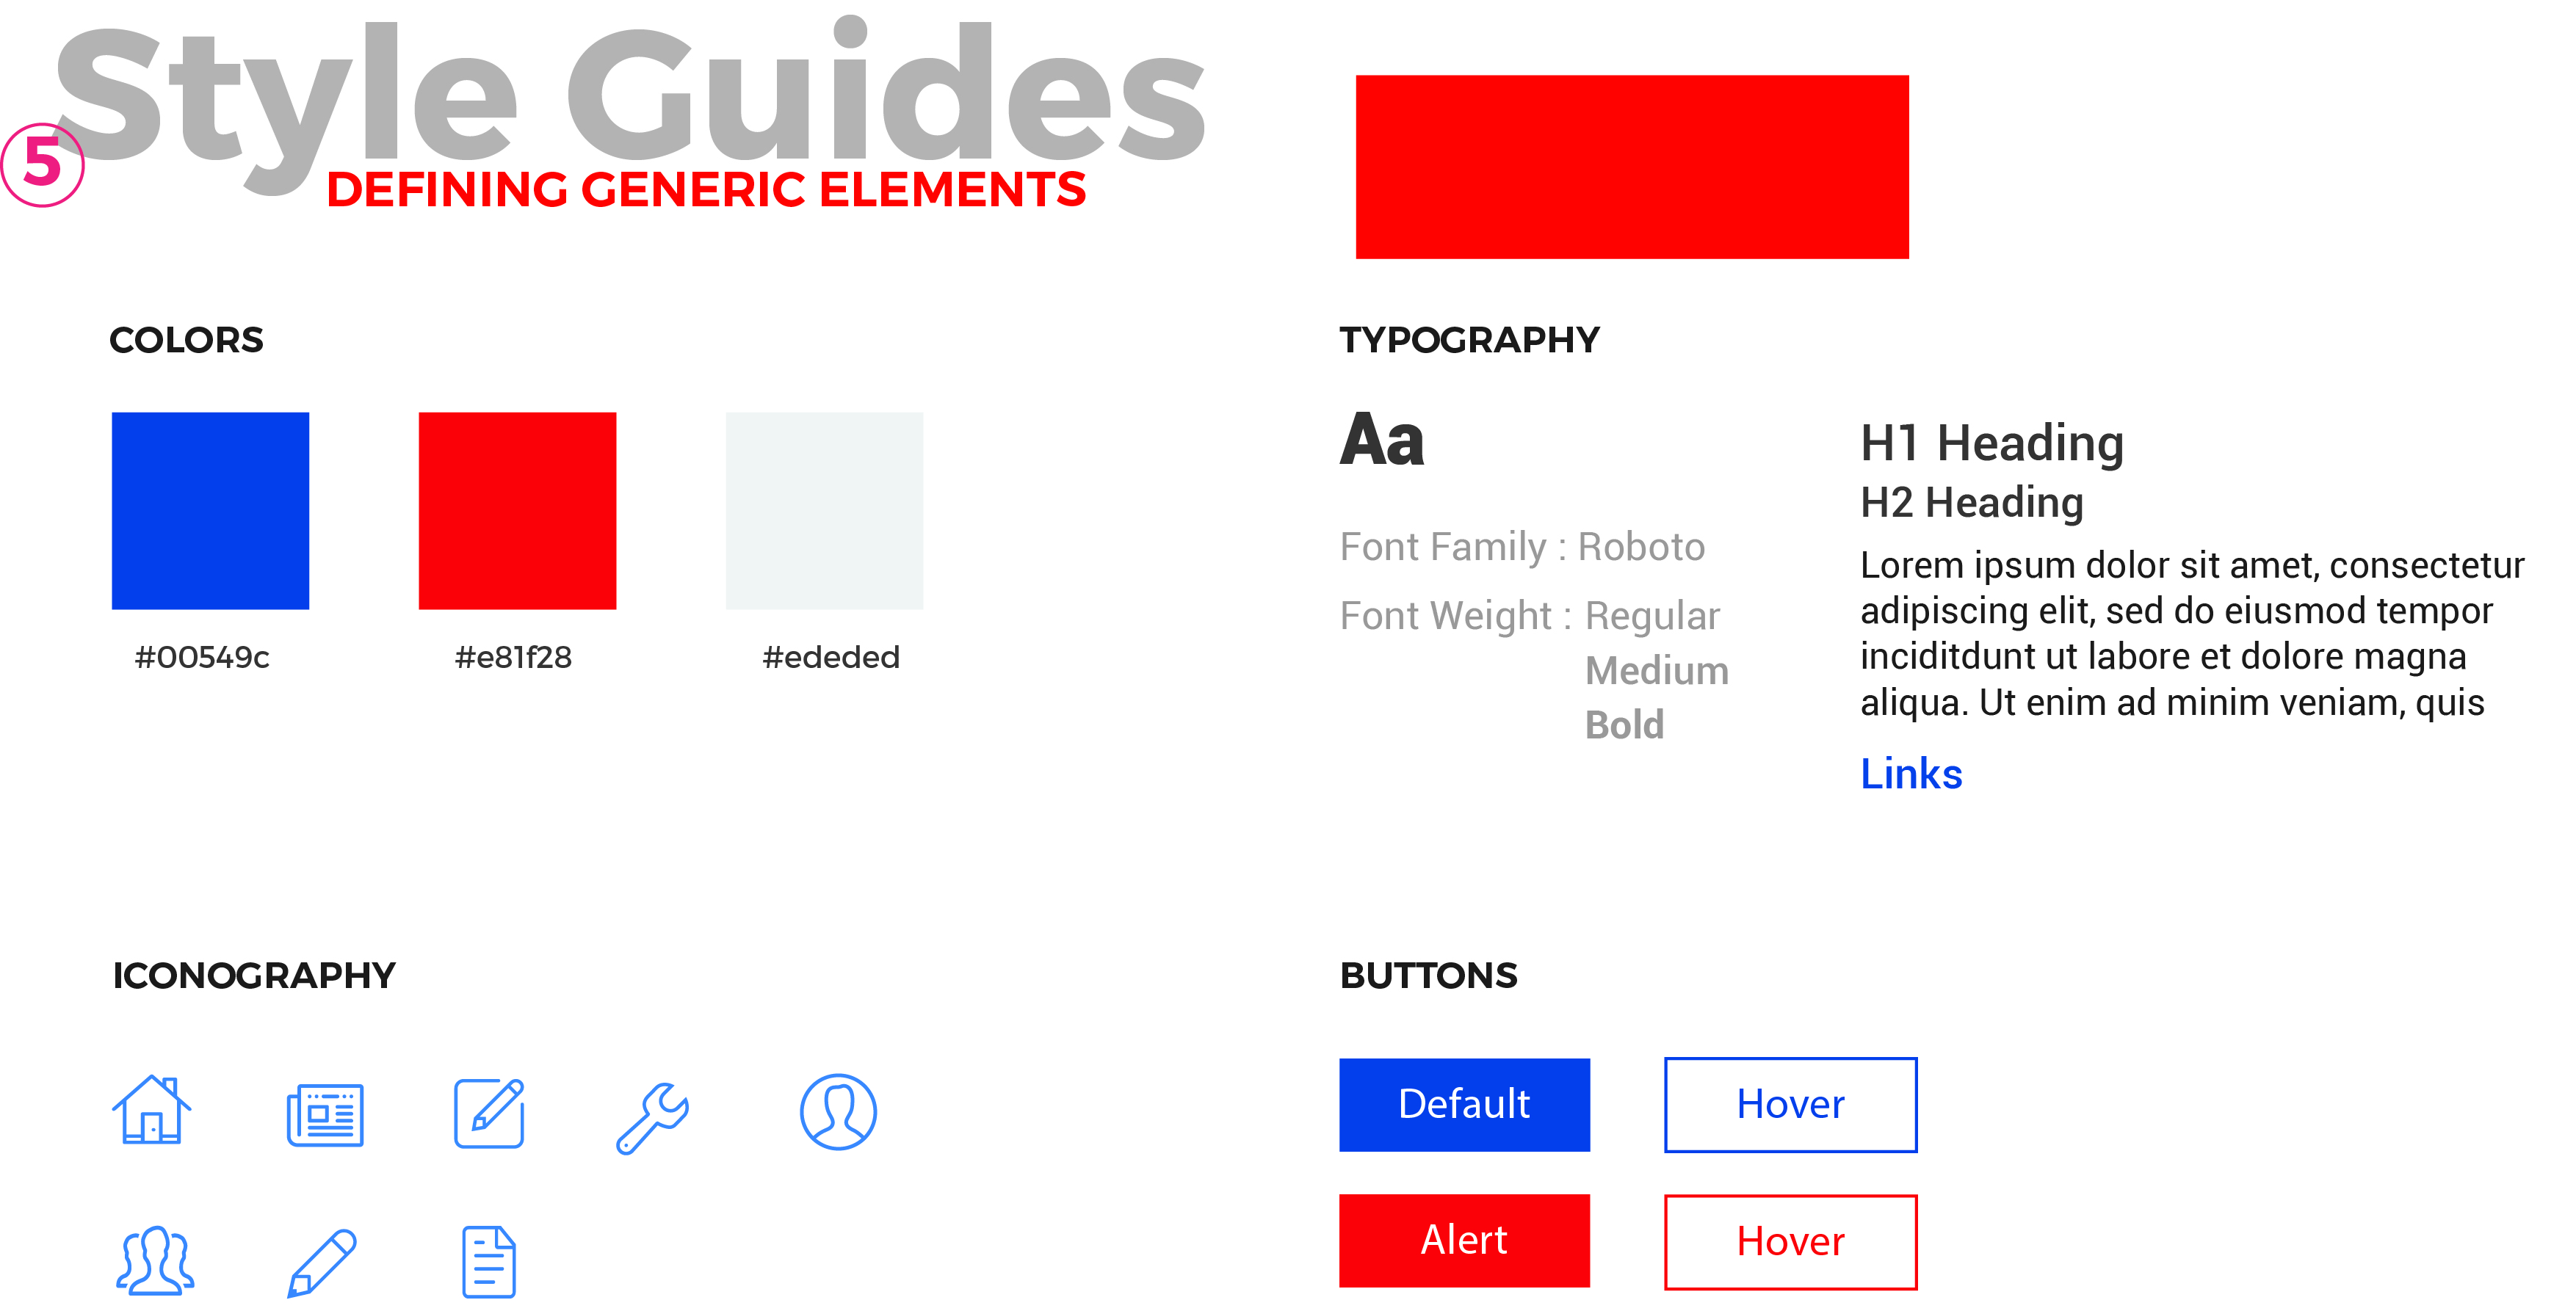 Style Guides
5
DEFINING GENERIC ELEMENTS
COLORS
#00549c
#e81f28
#ededed
TYPOGRAPHY
Aa
Font Family : Roboto
Font Weight : Regular
Medium
Bold
H1 Heading
H2 Heading
Lorem ipsum dolor sit amet, consectetur
adipiscing elit, sed do eiusmod tempor
inciditdunt ut labore et dolore magna
aliqua. Ut enim ad minim veniam, quis
Links
ICONOGRAPHY
BUTTONS
Default
Hover
Alert
Hover